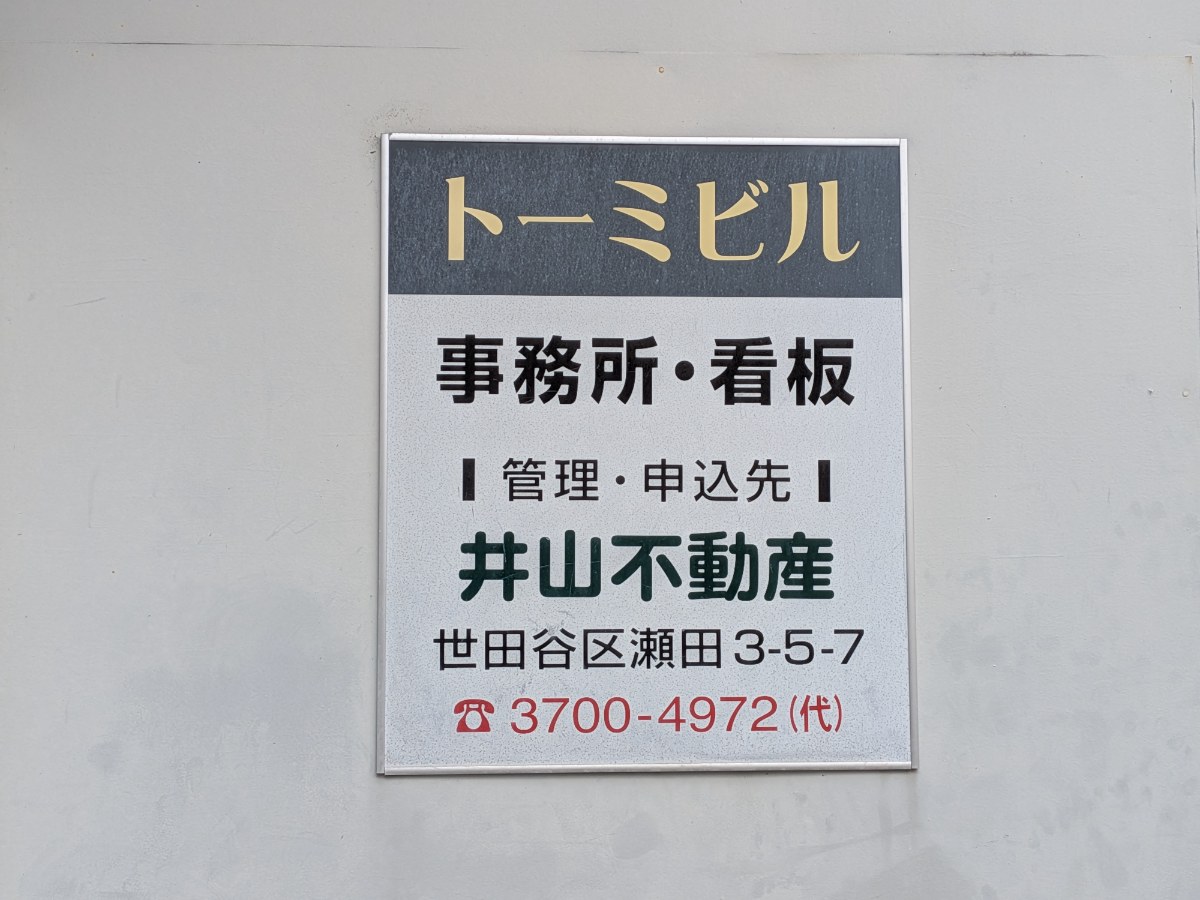 トーミビル
事務所・看板
管理・申込先
井山不動産
世田谷区瀬田3-5-7
☎3700-4972(代)